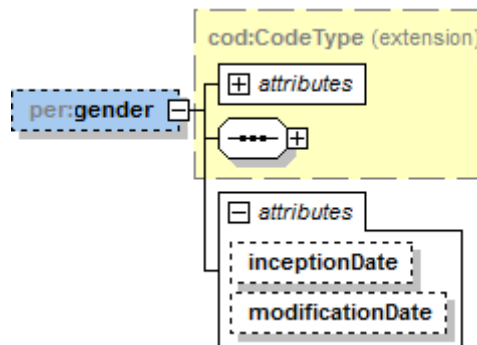 cod:CodeType (extension)
attributes
per:gender
attributes
inceptionDate
modificationDate